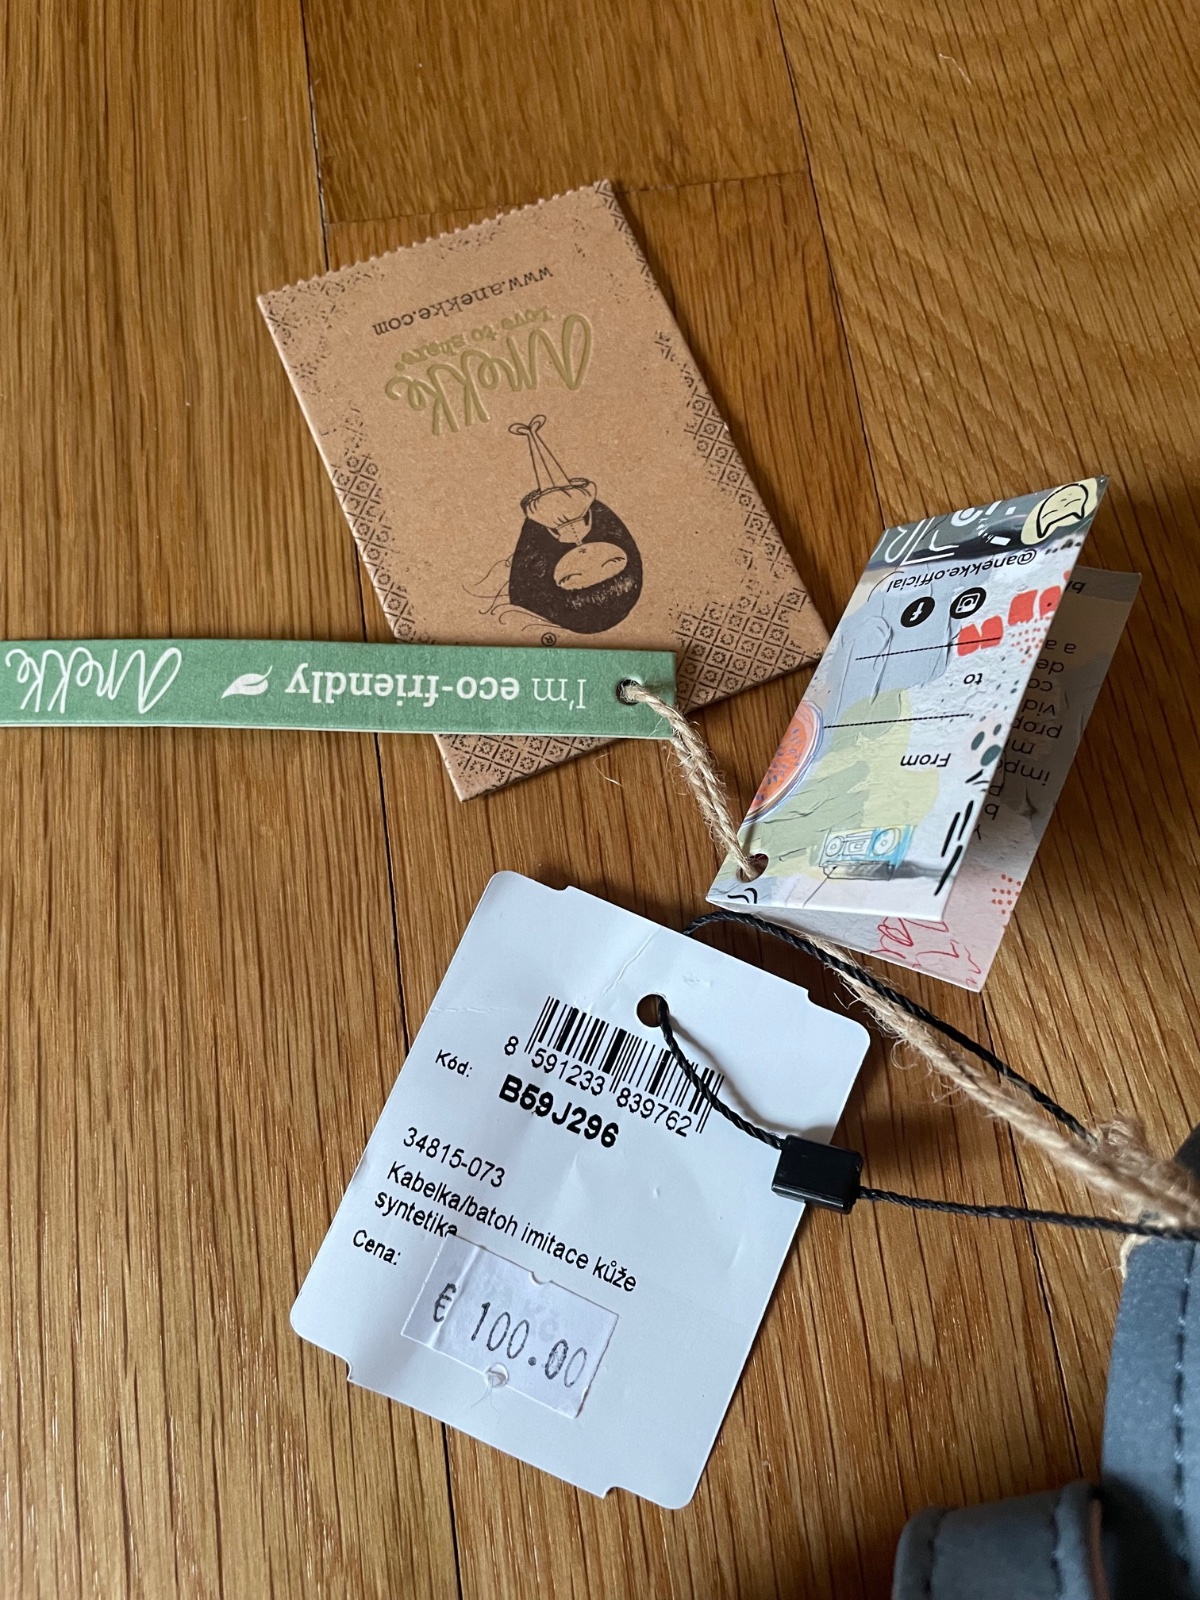 www.anekke.com
Love to share
anekke
®
I'm eco-friendly
anekke
@anekke.official
to
From
8 591233 839762
Kód:
B59J296
34815-073
Kabelka/batoh imitace kůže
syntetika
Cena:
€ 100.00